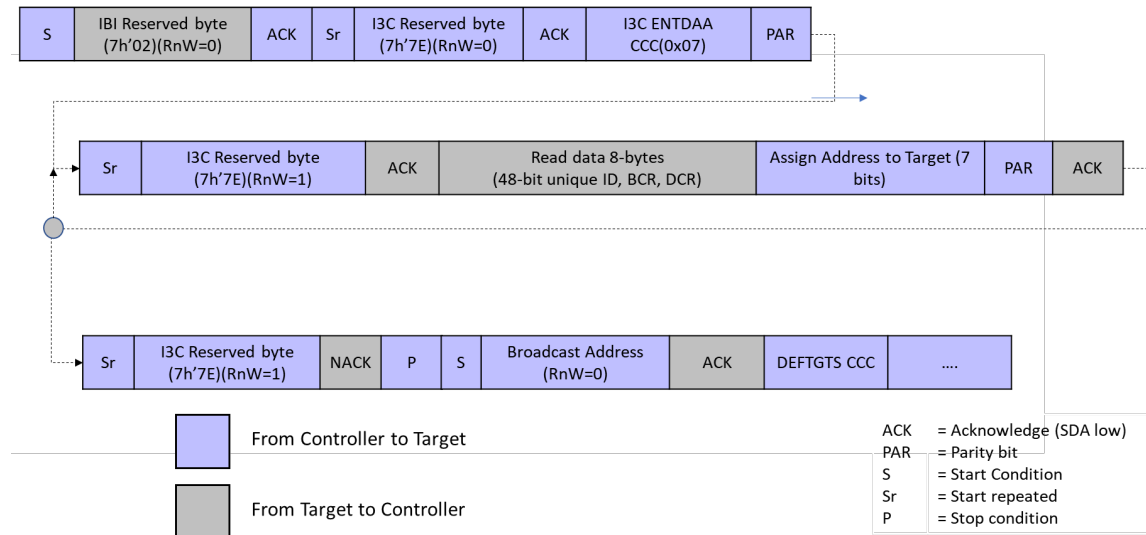 S
IBI Reserved byte
(7h'02)(RnW=0)
ACK
Sr
I3C Reserved byte
(7h'7E)(RnW=0)
ACK
I3C ENTDAA
CCC(0x07)
PAR
Sr
I3C Reserved byte
(7h'7E)(RnW=1)
ACK
Read data 8-bytes
(48-bit unique ID, BCR, DCR)
Assign Address to Target (7
bits)
PAR
ACK
Sr
I3C Reserved byte
(7h'7E)(RnW=1)
NACK
P
S
Broadcast Address
(RnW=0)
ACK
DEFTGTS CCC
....
From Controller to Target
From Target to Controller
ACK = Acknowledge (SDA low)
PAR = Parity bit
S = Start Condition
Sr = Start repeated
P = Stop condition